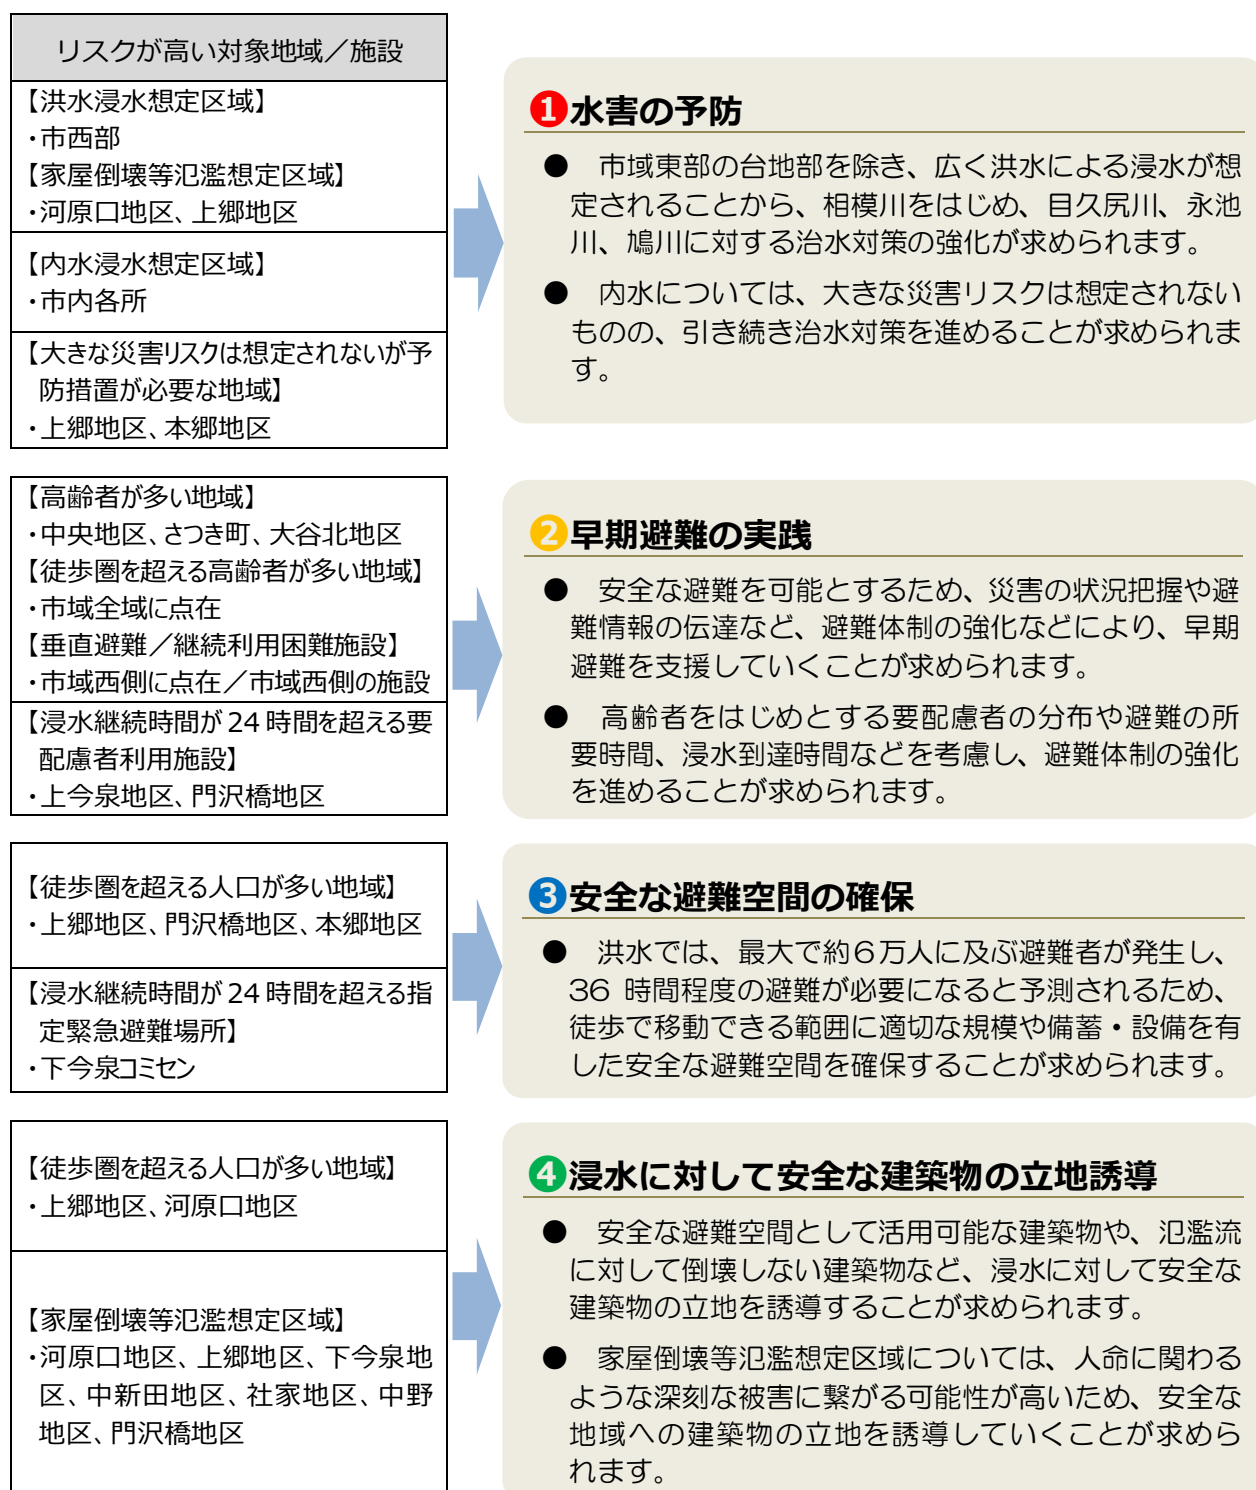 リスクが高い対象地域／施設
【洪水浸水想定区域】
・市西部
【家屋倒壊等氾濫想定区域】
・河原口地区、上郷地区
【内水浸水想定区域】
・市内各所
【大きな災害リスクは想定されないが予
防措置が必要な地域】
・上郷地区、本郷地区
❶水害の予防
● 市域東部の台地部を除き、広く洪水による浸水が想
定されることから、相模川をはじめ、目久尻川、永池
川、鳩川に対する治水対策の強化が求められます。
● 内水については、大きな災害リスクは想定されない
ものの、引き続き治水対策を進めることが求められま
す。
【高齢者が多い地域】
・中央地区、さつき町、大谷北地区
【徒歩圏を超える高齢者が多い地域】
・市域全域に点在
【垂直避難／継続利用困難施設】
・市域西側に点在／市域西側の施設
【浸水継続時間が 24 時間を超える要
配慮者利用施設】
・上今泉地区、門沢橋地区
❷早期避難の実践
● 安全な避難を可能とするため、災害の状況把握や避
難情報の伝達など、避難体制の強化などにより、早期
避難を支援していくことが求められます。
● 高齢者をはじめとする要配慮者の分布や避難の所
要時間、浸水到達時間などを考慮し、避難体制の強化
を進めることが求められます。
【徒歩圏を超える人口が多い地域】
・上郷地区、門沢橋地区、本郷地区
【浸水継続時間が 24 時間を超える指
定緊急避難場所】
・下今泉コミセン
❸安全な避難空間の確保
● 洪水では、最大で約６万人に及ぶ避難者が発生し、
36 時間程度の避難が必要になると予測されるため、
徒歩で移動できる範囲に適切な規模や備蓄・設備を有
した安全な避難空間を確保することが求められます。
【徒歩圏を超える人口が多い地域】
・上郷地区、河原口地区
【家屋倒壊等氾濫想定区域】
・河原口地区、上郷地区、下今泉地
区、中新田地区、社家地区、中野
地区、門沢橋地区
❹浸水に対して安全な建築物の立地誘導
● 安全な避難空間として活用可能な建築物や、氾濫流
に対して倒壊しない建築物など、浸水に対して安全な
建築物の立地を誘導することが求められます。
● 家屋倒壊等氾濫想定区域については、人命に関わる
ような深刻な被害に繋がる可能性が高いため、安全な
地域への建築物の立地を誘導していくことが求めら
れます。